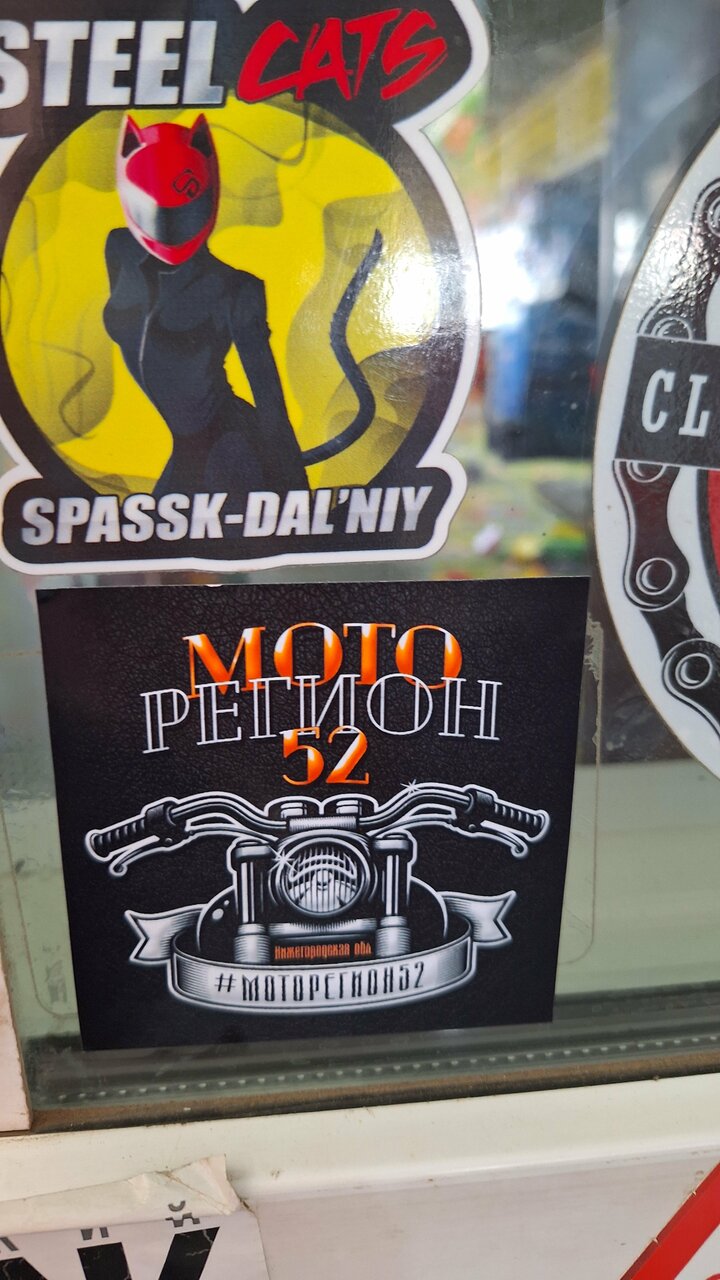 STEEL CATS
SPASSK-DAL'NIY
CL
МОТО
РЕГИОН
52
Нижегородская обл
#МОТОРЕГИОН52